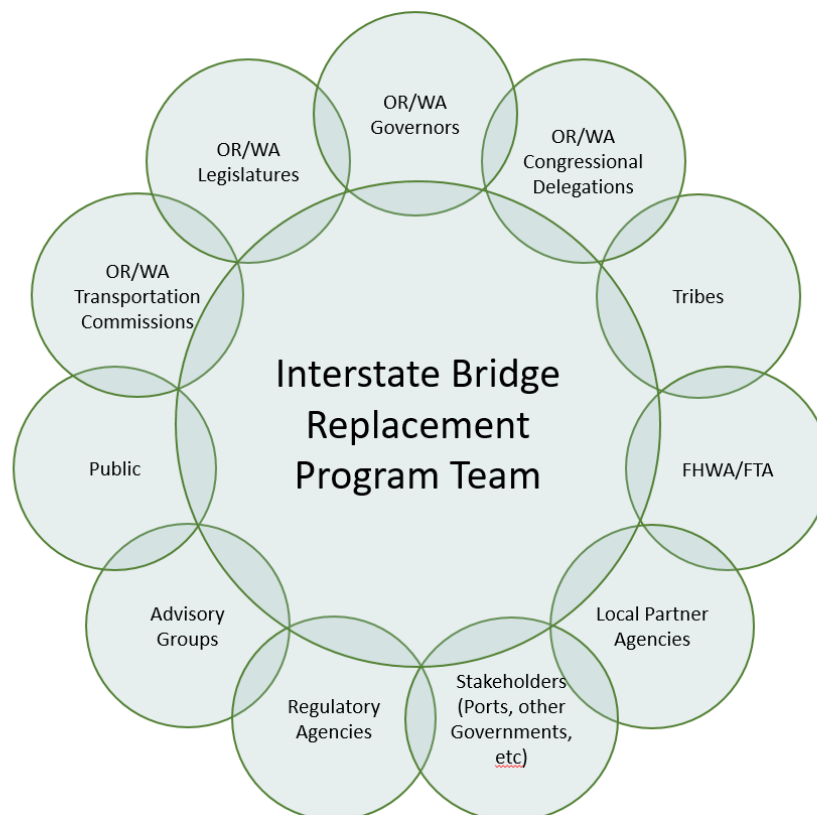 OR/WA
Governors
OR/WA
Congressional
Delegations
Tribes
FHWA/FTA
Local Partner
Agencies
Stakeholders
(Ports, other
Governments,
etc)
Regulatory
Agencies
Advisory
Groups
Public
OR/WA
Transportation
Commissions
OR/WA
Legislatures
Interstate Bridge
Replacement
Program Team